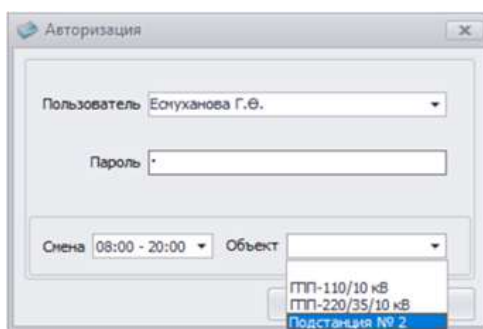 Авторизация
Пользователь Есмуханова Г.Ө.
Пароль *
Смена 08:00 - 20:00 Объект
ГПП-110/10 кВ
ГПП-220/35/10 кВ
Подстанция № 2